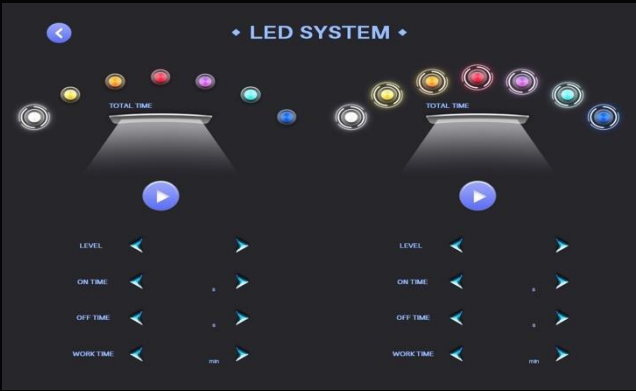 LED SYSTEM
TOTAL TIME
TOTAL TIME
LEVEL
LEVEL
ON TIME s
ON TIME s
OFF TIME s
OFF TIME s
WORK TIME min
WORK TIME min